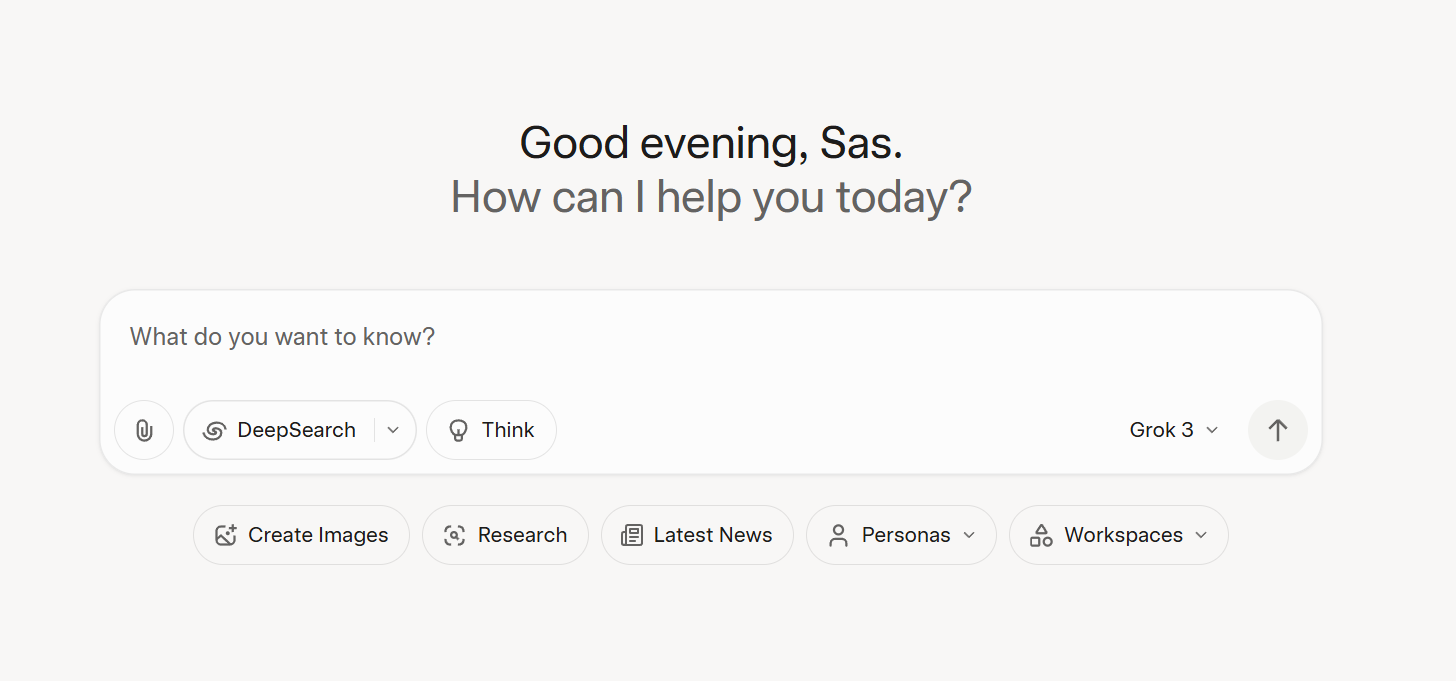 Good evening, Sas.
How can I help you today?
What do you want to know?
DeepSearch
Think
Grok 3
Create Images
Research
Latest News
Personas
Workspaces